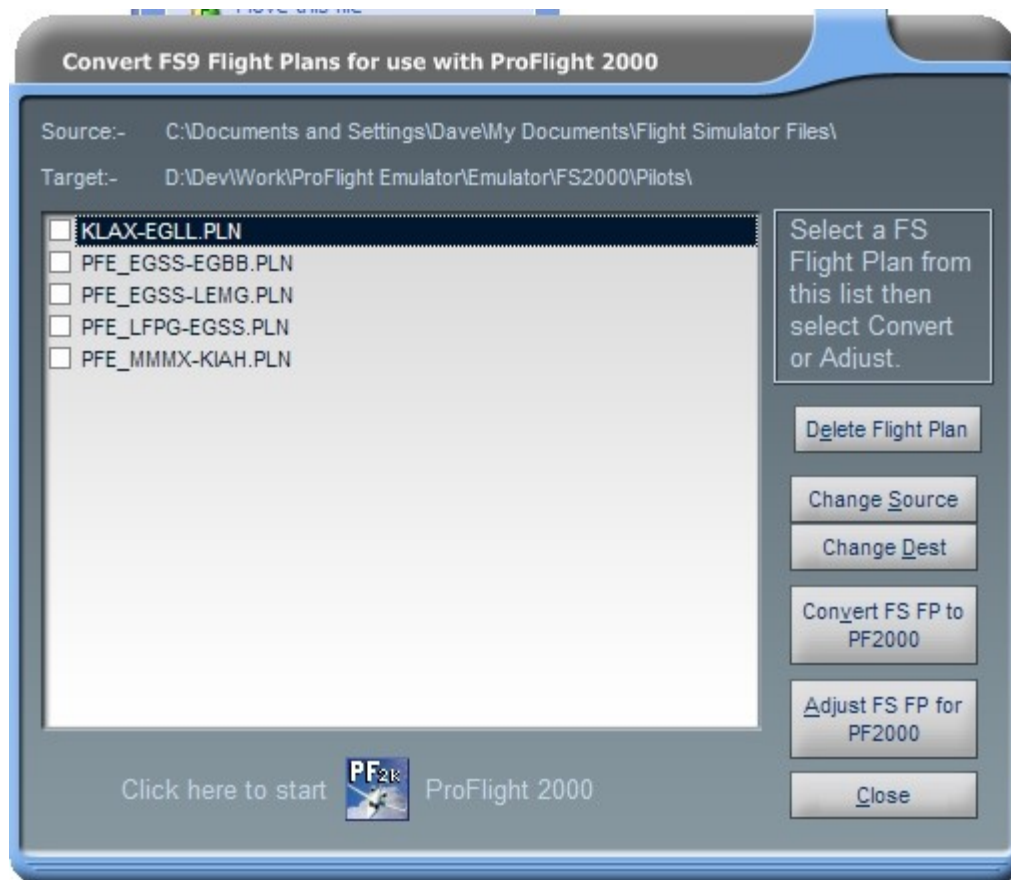 Move this file
Convert FS9 Flight Plans for use with ProFlight 2000
Source:- C:\Documents and Settings\Dave\My Documents\Flight Simulator Files\
Target:- D:\Dev\Work\ProFlight Emulator\Emulator\FS2000\Pilots\
KLAX-EGLL.PLN
PFE_EGSS-EGBB.PLN
PFE_EGSS-LEMG.PLN
PFE_LFPG-EGSS.PLN
PFE_MMMX-KIAH.PLN
Select a FS
Flight Plan from
this list then
select Convert
or Adjust.
Delete Flight Plan
Change Source
Change Dest
Convert FS FP to
PF2000
Adjust FS FP for
PF2000
Close
Click here to start PF2K ProFlight 2000